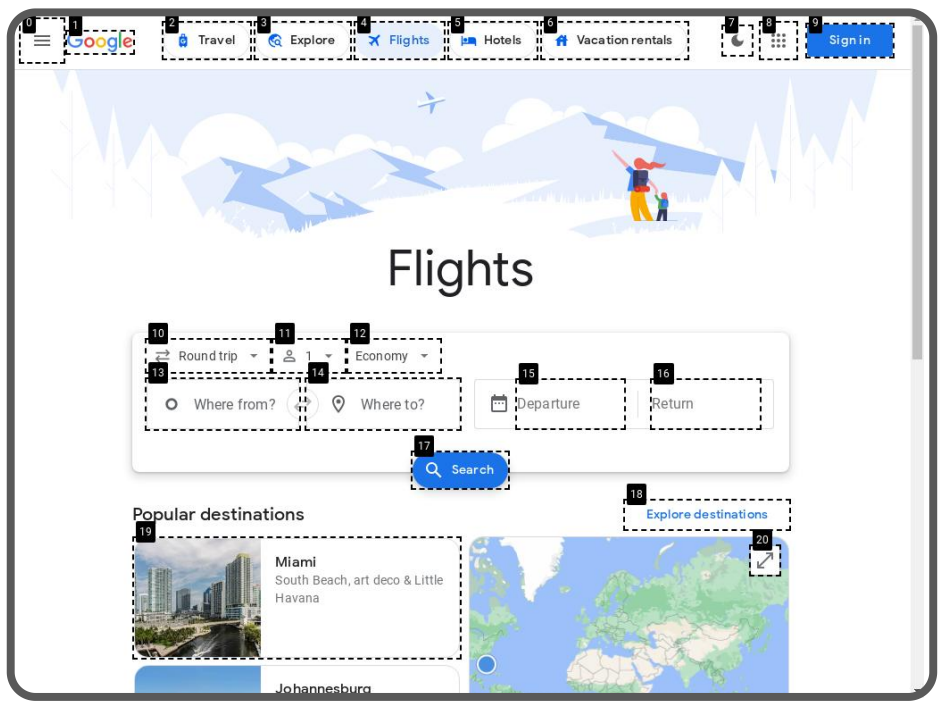 0 1 2 3 4 5 6 7 8 9
Google Travel Explore Flights Hotels Vacation rentals Sign in
Flights
10 11 12
Round trip 1 Economy
13 14 15 16
Where from? Where to? Departure Return
17
Search
18
Popular destinations Explore destinations
19 20
Miami
South Beach, art deco & Little
Havana
Johannesburg